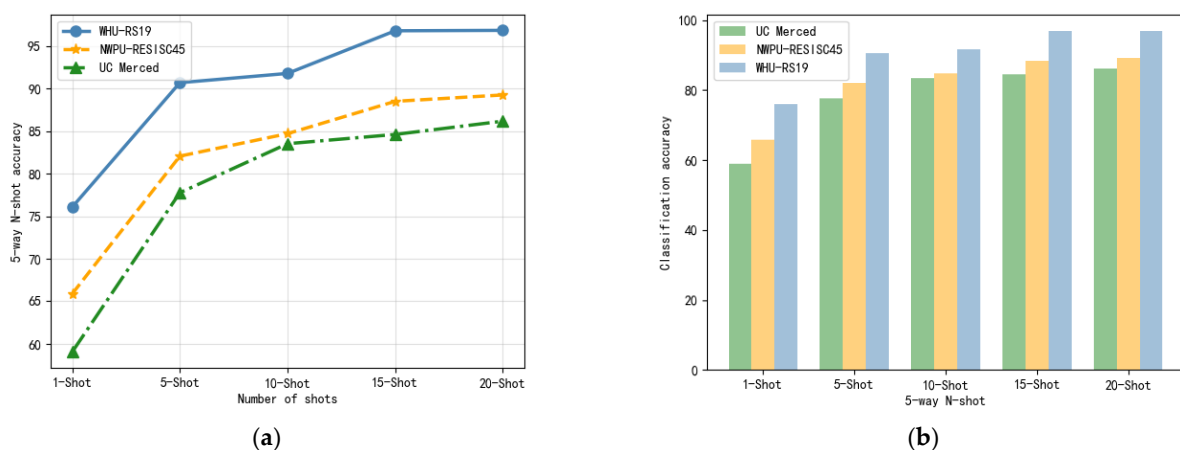 WHU-RS19
NWPU-RESISC45
UC Merced
95
90
85
80
75
70
65
60
5-way N-shot accuracy
1-Shot 5-Shot 10-Shot 15-Shot 20-Shot
Number of shots
(a)
UC Merced
NWPU-RESISC45
WHU-RS19
100
80
60
40
20
0
Classification accuracy
1-Shot 5-Shot 10-Shot 15-Shot 20-Shot
5-way N-shot
(b)